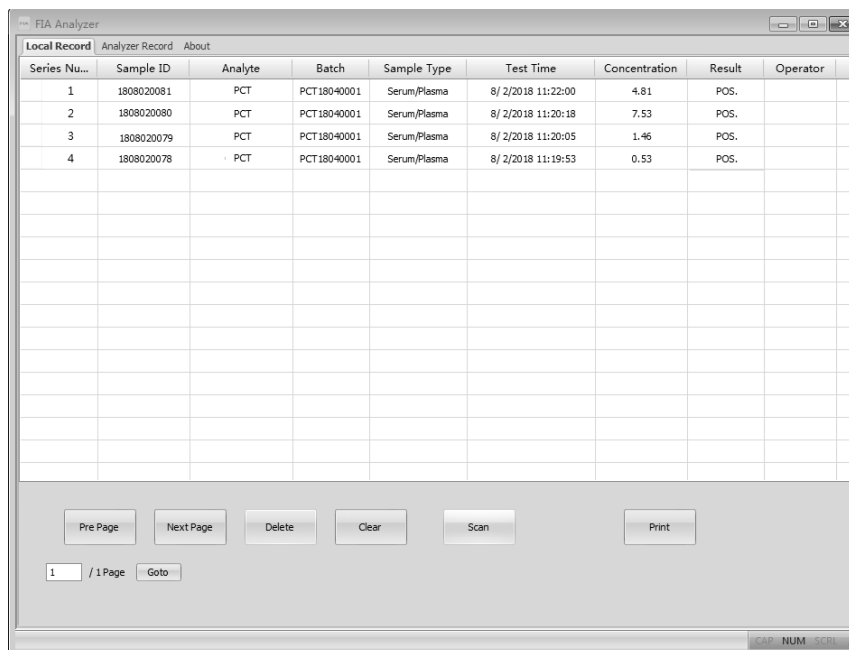 FIA FIA Analyzer
Local Record Analyzer Record About
Series Nu... Sample ID Analyte Batch Sample Type Test Time Concentration Result Operator
1 1808020081 PCT PCT18040001 Serum/Plasma 8/ 2/2018 11:22:00 4.81 POS.
2 1808020080 PCT PCT18040001 Serum/Plasma 8/ 2/2018 11:20:18 7.53 POS.
3 1808020079 PCT PCT18040001 Serum/Plasma 8/ 2/2018 11:20:05 1.46 POS.
4 1808020078 PCT PCT18040001 Serum/Plasma 8/ 2/2018 11:19:53 0.53 POS.
Pre Page Next Page Delete Clear Scan Print
1 / 1 Page Goto
CAP NUM SCRL